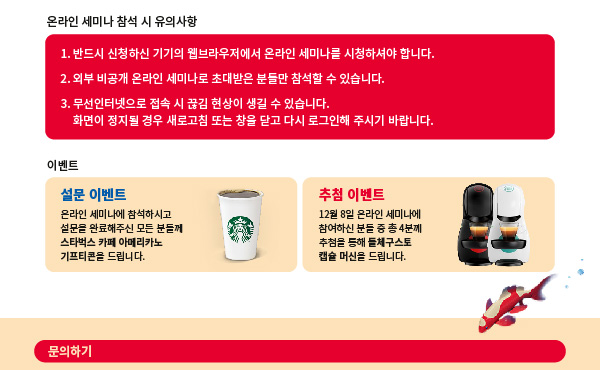 온라인 세미나 참석 시 유의사항
1. 반드시 신청하신 기기의 웹브라우저에서 온라인 세미나를 시청하셔야 합니다.
2. 외부 비공개 온라인 세미나로 초대받은 분들만 참석할 수 있습니다.
3. 무선인터넷으로 접속 시 끊김 현상이 생길 수 있습니다.
화면이 정지될 경우 새로고침 또는 창을 닫고 다시 로그인해 주시기 바랍니다.
이벤트
설문 이벤트
온라인 세미나에 참석하시고
설문을 완료해주신 모든 분들께
스타벅스 카페 아메리카노
기프티콘을 드립니다.
추첨 이벤트
12월 8일 온라인 세미나에
참여하신 분들 중 총 4분께
추첨을 통해 돌체구스토
캡슐 머신을 드립니다.
문의하기